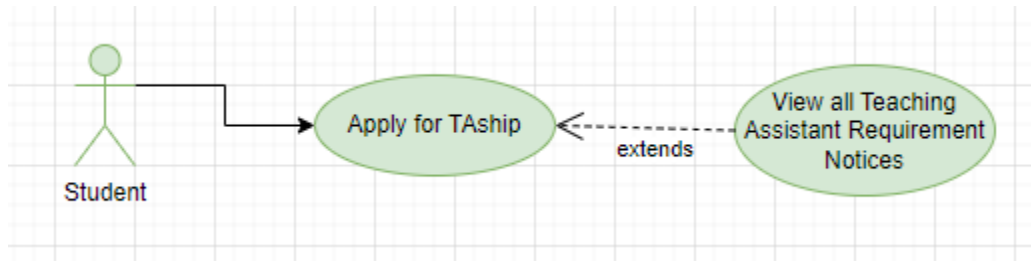 Student
Apply for TAship
extends
View all Teaching
Assistant Requirement
Notices